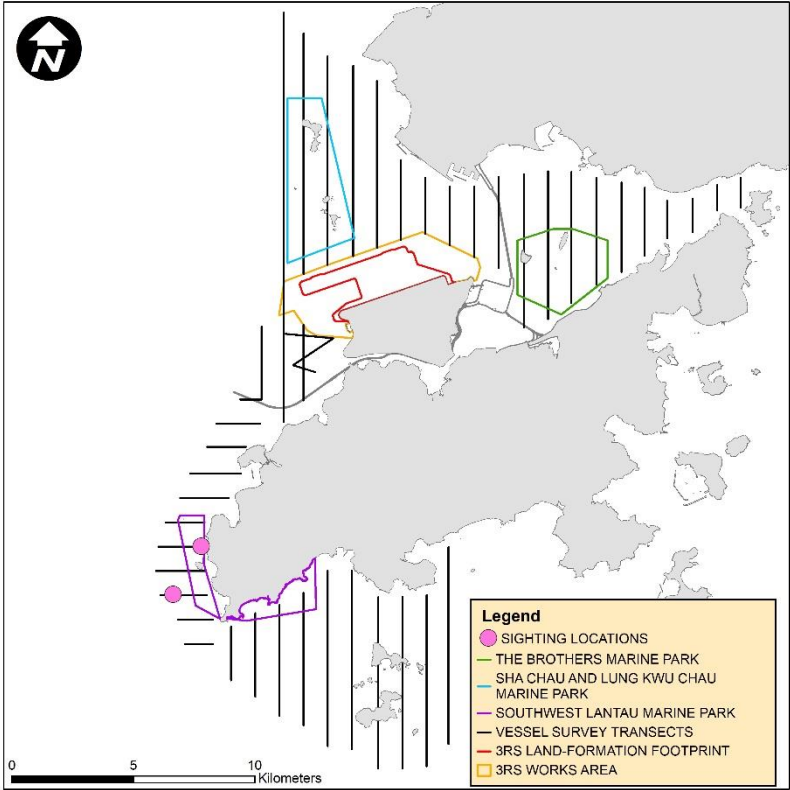 N
Legend
SIGHTING LOCATIONS
THE BROTHERS MARINE PARK
SHA CHAU AND LUNG KWU CHAU
MARINE PARK
SOUTHWEST LANTAU MARINE PARK
VESSEL SURVEY TRANSECTS
3RS LAND-FORMATION FOOTPRINT
3RS WORKS AREA
0 5 10
Kilometers